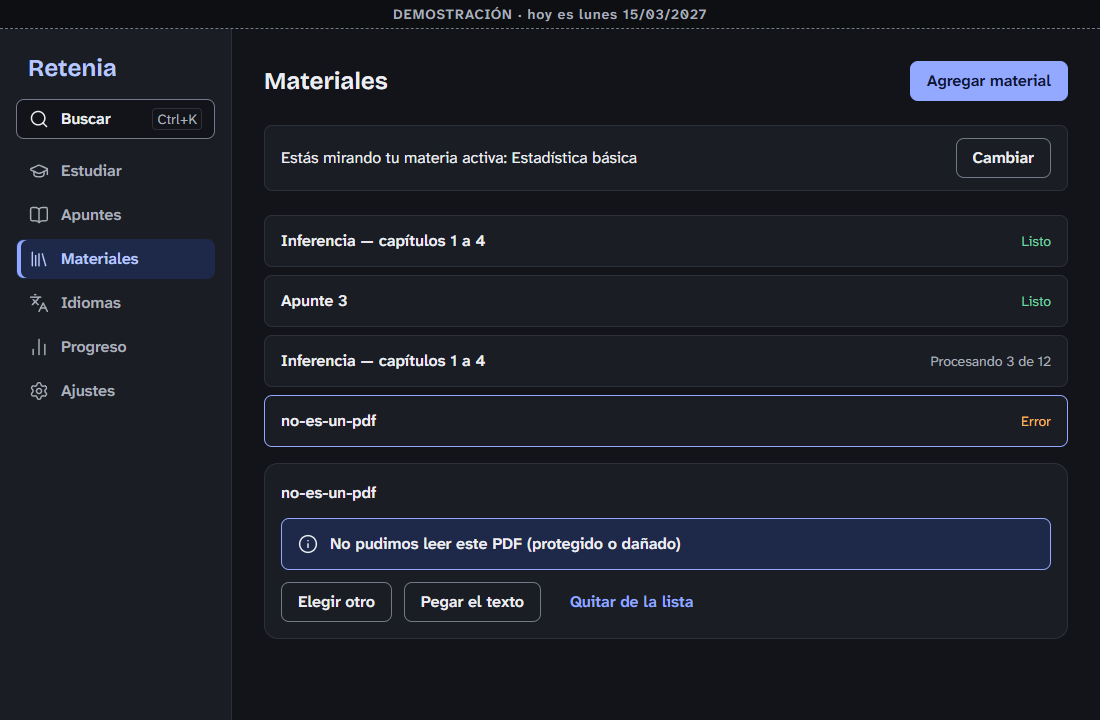 DEMOSTRACIÓN · hoy es lunes 15/03/2027
Retenia
Buscar Ctrl+K
Estudiar
Apuntes
Materiales
Idiomas
Progreso
Ajustes
Materiales
Agregar material
Estás mirando tu materia activa: Estadística básica
Cambiar
Inferencia — capítulos 1 a 4 Listo
Apunte 3 Listo
Inferencia — capítulos 1 a 4 Procesando 3 de 12
no-es-un-pdf Error
no-es-un-pdf
No pudimos leer este PDF (protegido o dañado)
Elegir otro Pegar el texto Quitar de la lista